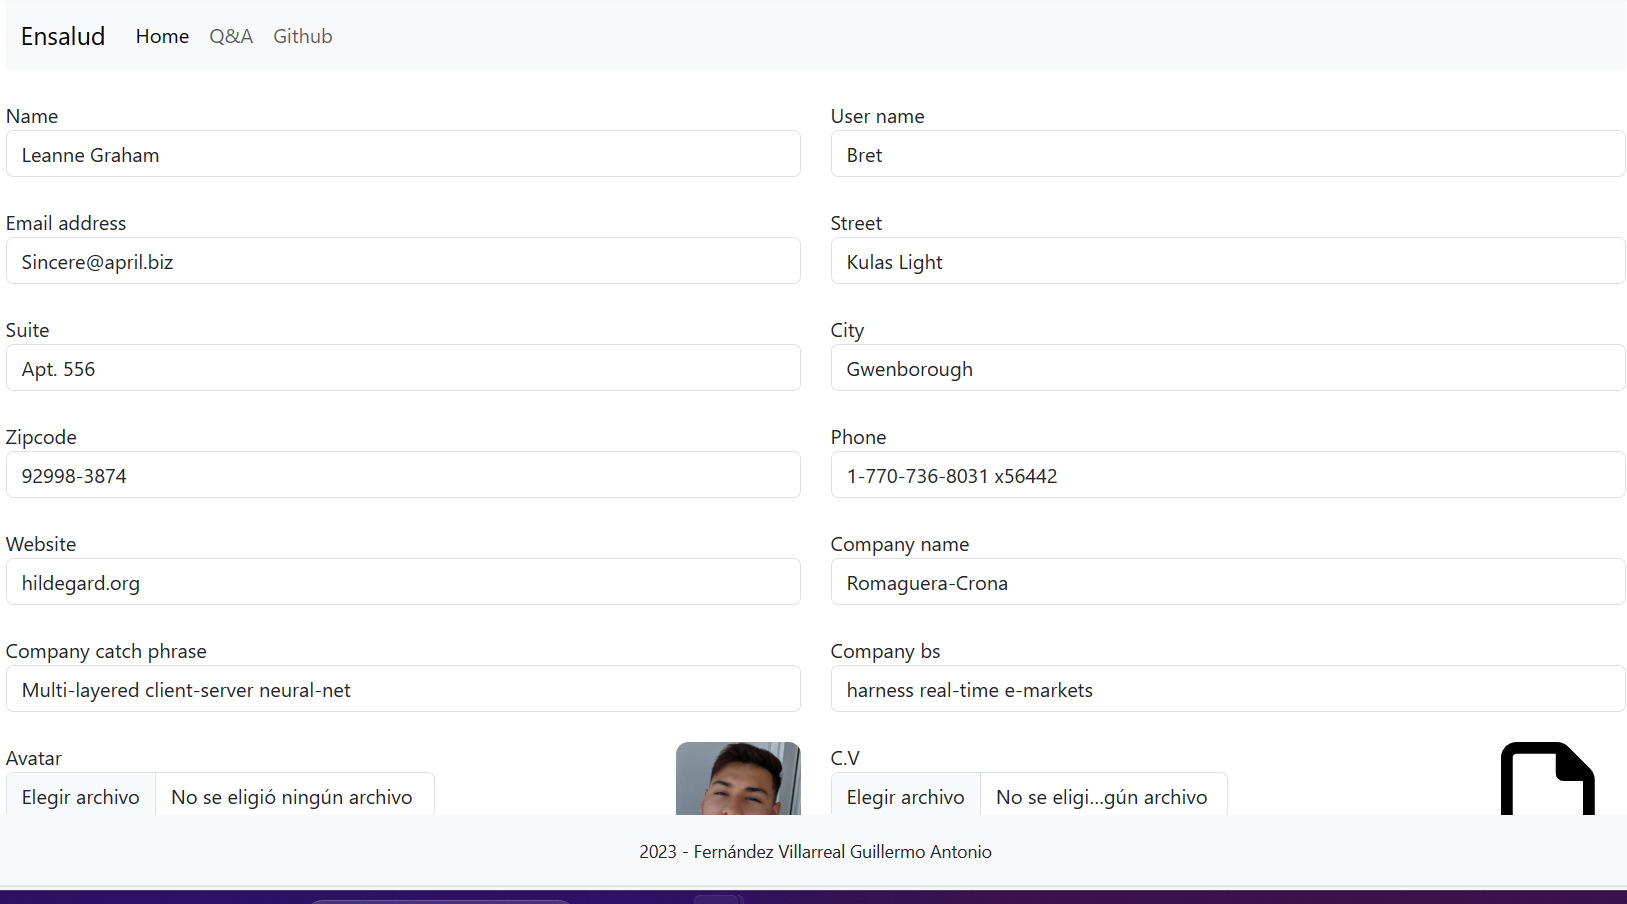 Ensalud Home Q&A Github
Name
Leanne Graham
User name
Bret
Email address
Sincere@april.biz
Street
Kulas Light
Suite
Apt. 556
City
Gwenborough
Zipcode
92998-3874
Phone
1-770-736-8031 x56442
Website
hildegard.org
Company name
Romaguera-Crona
Company catch phrase
Multi-layered client-server neural-net
Company bs
harness real-time e-markets
Avatar
Elegir archivo No se eligió ningún archivo
C.V
Elegir archivo No se eligi...gún archivo
2023 - Fernández Villarreal Guillermo Antonio